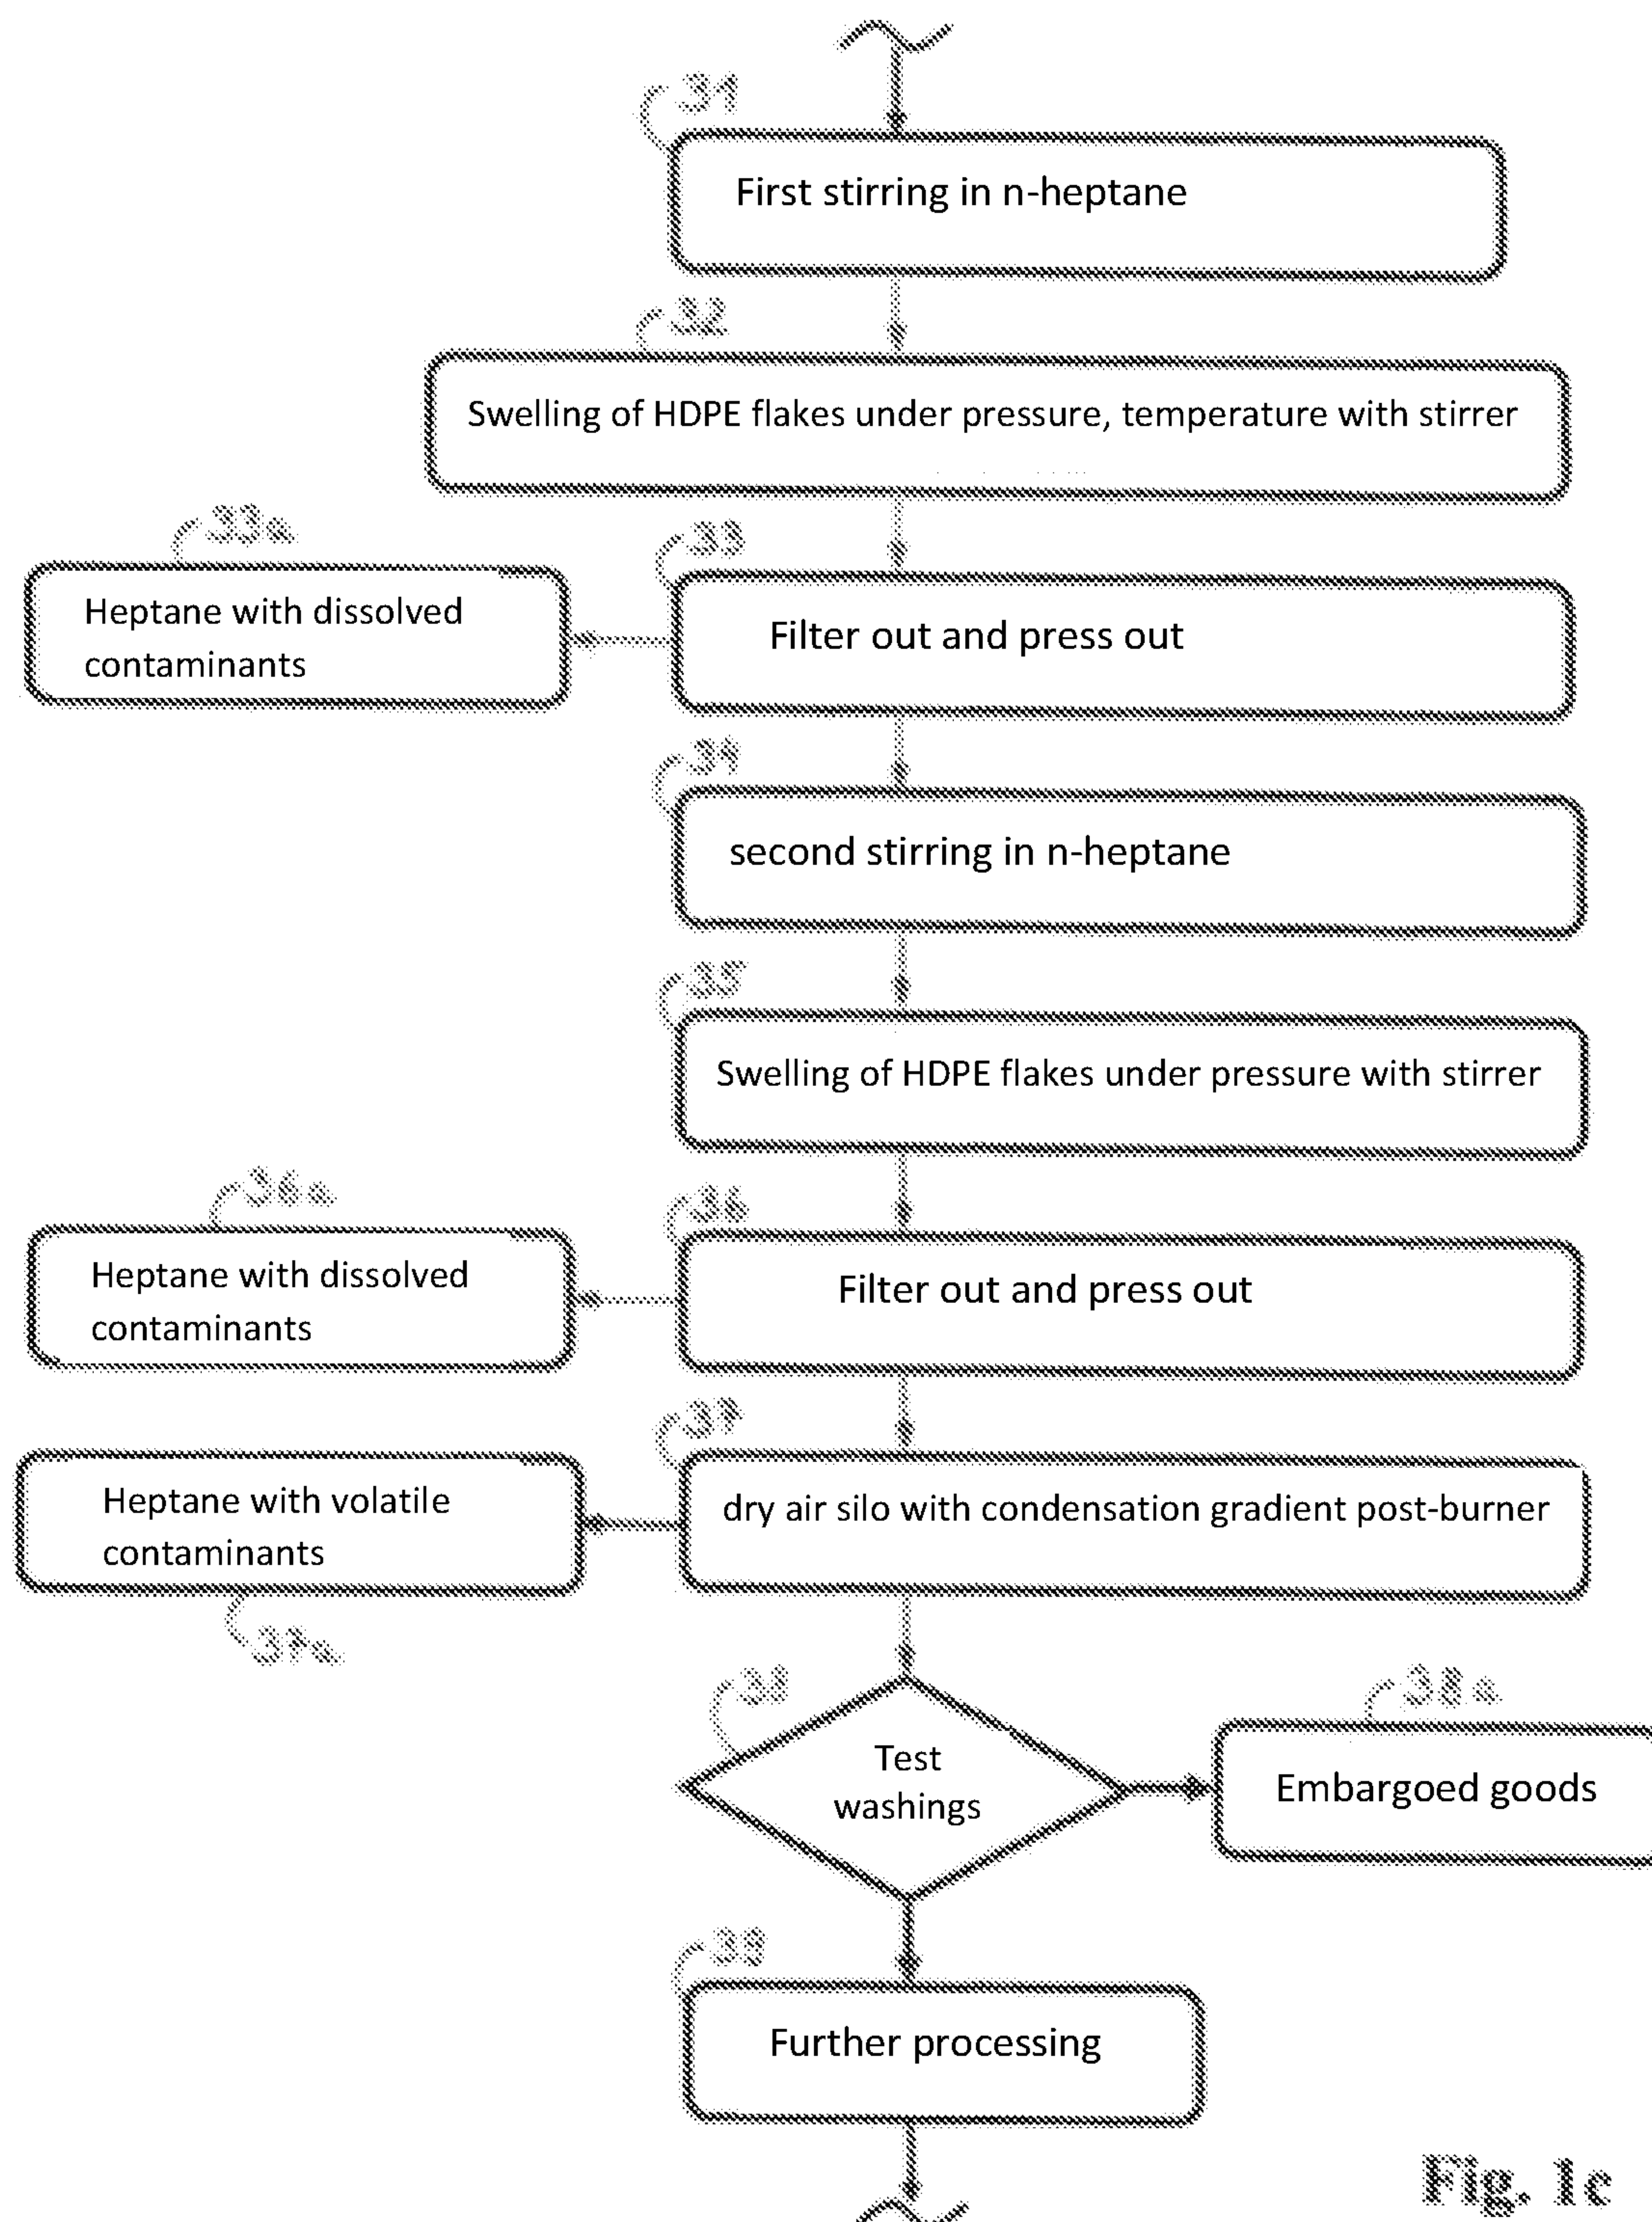 31
First stirring in n-heptane
32
Swelling of HDPE flakes under pressure, temperature with stirrer
33a
33
Heptane with dissolved
contaminants
Filter out and press out
34
second stirring in n-heptane
35
Swelling of HDPE flakes under pressure with stirrer
36a
36
Heptane with dissolved
contaminants
Filter out and press out
37
Heptane with volatile
contaminants
dry air silo with condensation gradient post-burner
37a
38
38a
Test
washings
Embargoed goods
39
Further processing
Fig. 1c